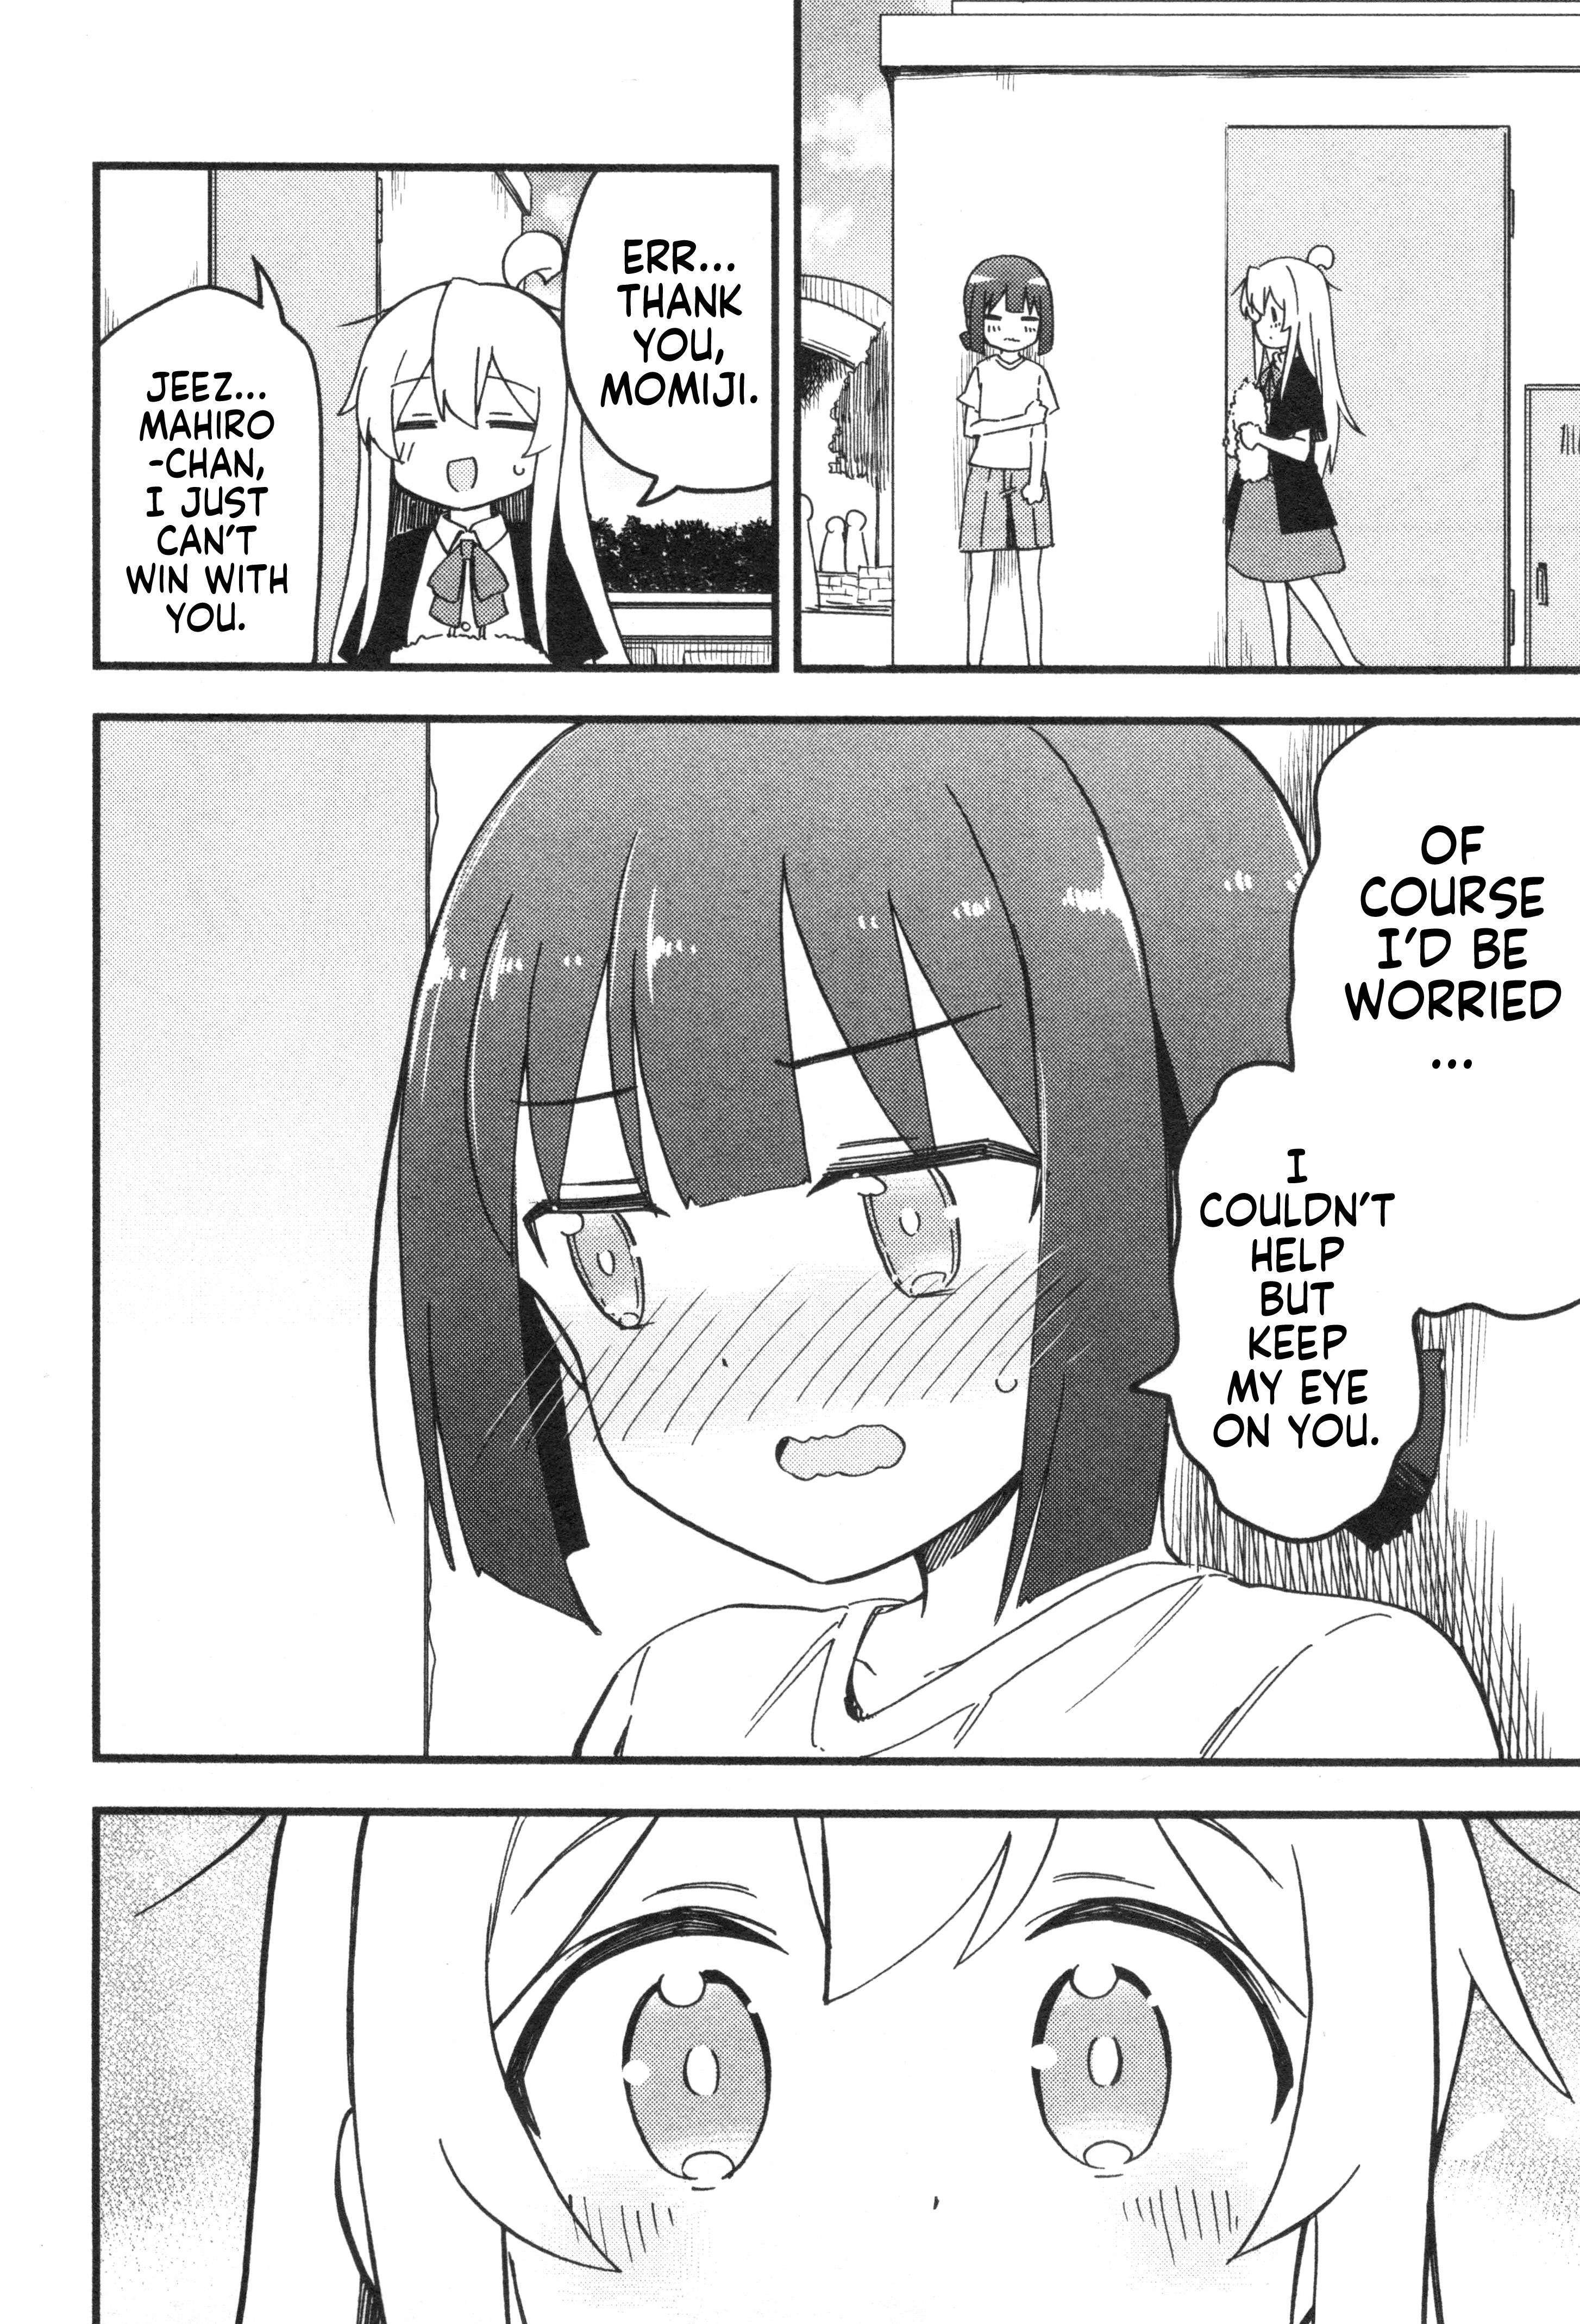 ERR...
THANK
YOU,
MOMIJI.
JEEZ...
MAHIRO
-CHAN,
I JUST
CAN'T
WIN WITH
YOU.
OF
COURSE
I'D BE
WORRIED
...
I
COULDN'T
HELP
BUT
KEEP
MY EYE
ON YOU.